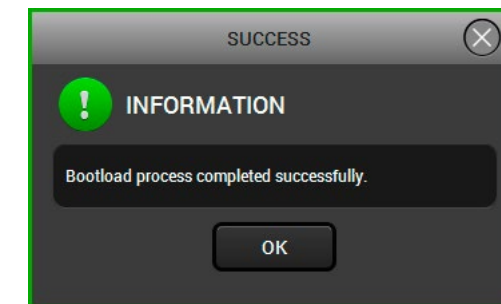 SUCCESS
INFORMATION
Bootload process completed successfully.
OK